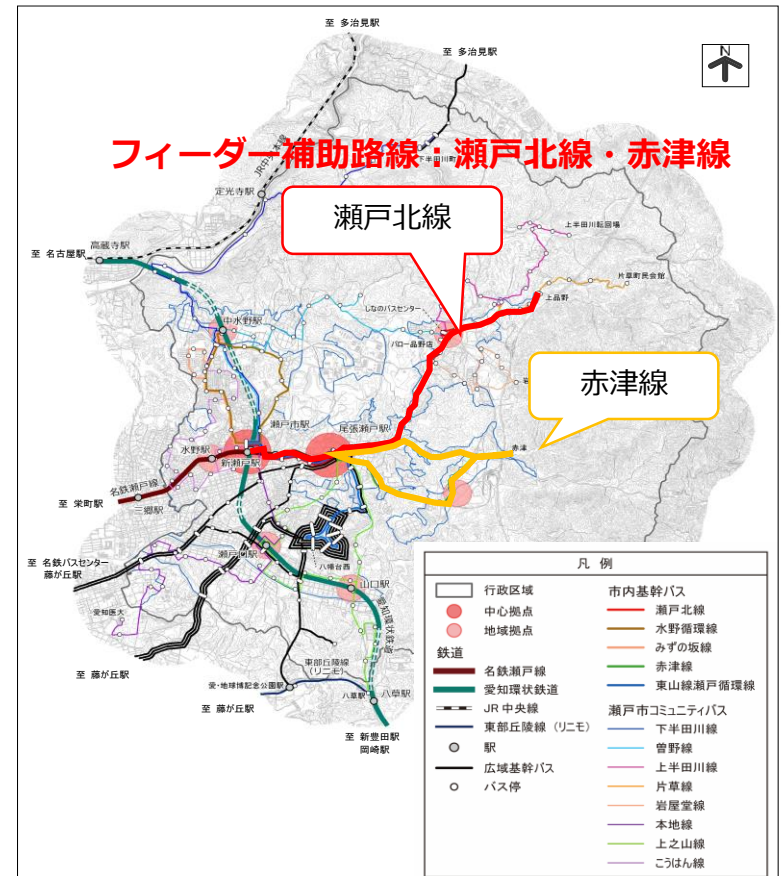 至 多治見駅
至 多治見駅
N
フィーダー補助路線：瀬戸北線・赤津線
JR中央本線
下半田川町
定光寺駅
瀬戸北線
上半田川転回場
至 名古屋駅
高蔵寺駅
片草町民会館
上品野
しなのバスセンター
中水野駅
バロー品野店
赤津線
瀬戸市駅
尾張瀬戸駅
水野駅
新瀬戸駅
赤津
名鉄瀬戸線
至 栄町駅
三郷駅
瀬戸口駅
至 名鉄バスセンター
藤が丘駅
八幡台西
山口駅
愛知医大
愛知環状鉄道
東部丘陵線
(リニモ)
至 藤が丘駅
愛・地球博記念公園駅
八草駅
八草駅
至 藤が丘駅
至 新豊田駅
岡崎駅
凡 例
行政区域
中心拠点
地域拠点
鉄道
名鉄瀬戸線
愛知環状鉄道
JR 中央線
東部丘陵線（リニモ）
駅
広域基幹バス
バス停
市内基幹バス
瀬戸北線
水野循環線
みずの坂線
赤津線
東山線瀬戸循環線
瀬戸市コミュニティバス
下半田川線
曽野線
上半田川線
片草線
岩屋堂線
本地線
上之山線
こうはん線